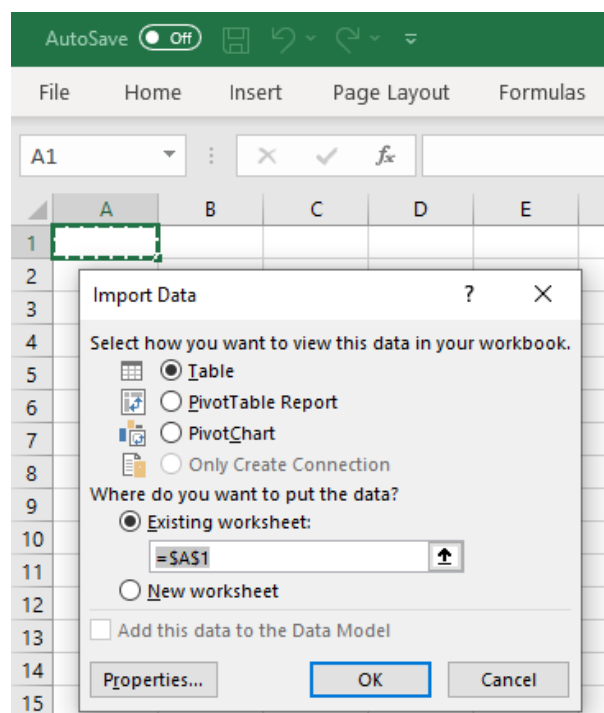 AutoSave Off
File Home Insert Page Layout Formulas
A1 fx
A B C D E
1
2
Import Data ? ×
3
4 Select how you want to view this data in your workbook.
5 Table
6 PivotTable Report
7 PivotChart
8 Only Create Connection
9 Where do you want to put the data?
Existing worksheet:
10
11 =$A$1
12 New worksheet
13 Add this data to the Data Model
14 Properties... OK Cancel
15